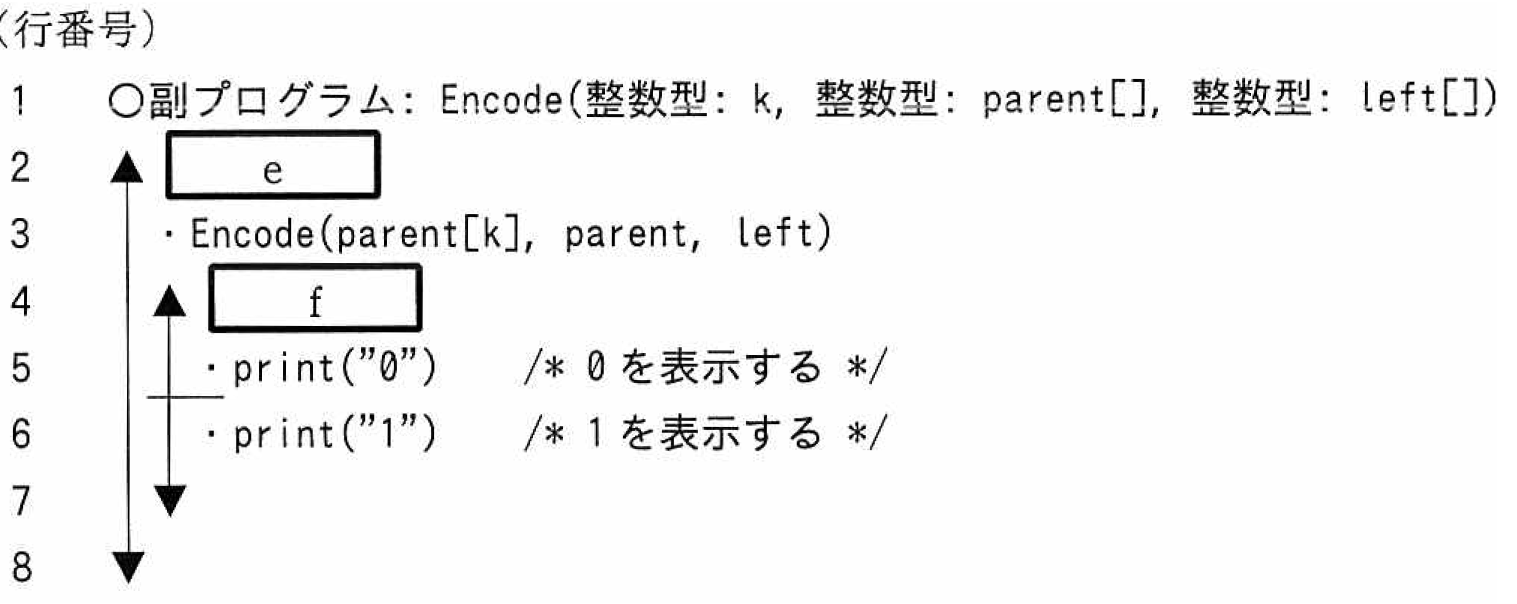 (行番号)
1 ○副プログラム: Encode(整数型: k, 整数型: parent[], 整数型: left[])
2 e
3 ・Encode(parent[k], parent, left)
4 f
5 ・print("0") /* 0 を表示する */
6 ・print("1") /* 1 を表示する */
7
8